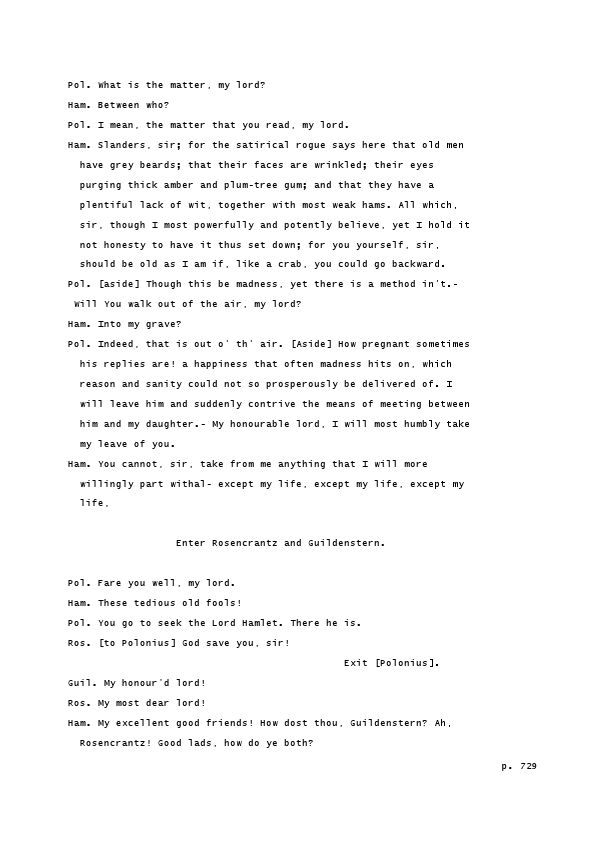 Pol. What is the matter, my lord?
Ham. Between who?
Pol. I mean, the matter that you read, my lord.
Ham. Slanders, sir; for the satirical rogue says here that old men
have grey beards; that their faces are wrinkled; their eyes
purging thick amber and plum-tree gum; and that they have a
plentiful lack of wit, together with most weak hams. All which,
sir, though I most powerfully and potently believe, yet I hold it
not honesty to have it thus set down; for you yourself, sir,
should be old as I am if, like a crab, you could go backward.
Pol. [aside] Though this be madness, yet there is a method in't.-
Will You walk out of the air, my lord?
Ham. Into my grave?
Pol. Indeed, that is out o' th' air. [Aside] How pregnant sometimes
his replies are! a happiness that often madness hits on, which
reason and sanity could not so prosperously be delivered of. I
will leave him and suddenly contrive the means of meeting between
him and my daughter.- My honourable lord, I will most humbly take
my leave of you.
Ham. You cannot, sir, take from me anything that I will more
willingly part withal- except my life, except my life, except my
life,
Enter Rosencrantz and Guildenstern.
Pol. Fare you well, my lord.
Ham. These tedious old fools!
Pol. You go to seek the Lord Hamlet. There he is.
Ros. [to Polonius] God save you, sir!
Exit [Polonius].
Guil. My honour'd lord!
Ros. My most dear lord!
Ham. My excellent good friends! How dost thou, Guildenstern? Ah,
Rosencrantz! Good lads, how do ye both?
p. 729